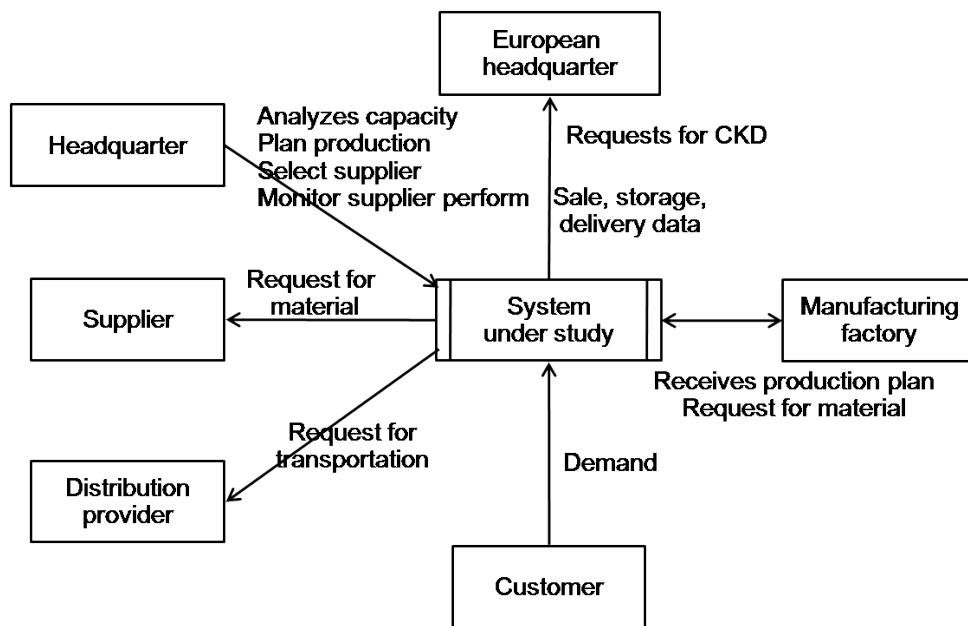 European
headquarter
Headquarter
Analyzes capacity
Plan production
Select supplier
Monitor supplier perform
Requests for CKD
Sale, storage,
delivery data
Supplier
Request for
material
System
under study
Manufacturing
factory
Receives production plan
Request for material
Request for
transportation
Demand
Distribution
provider
Customer